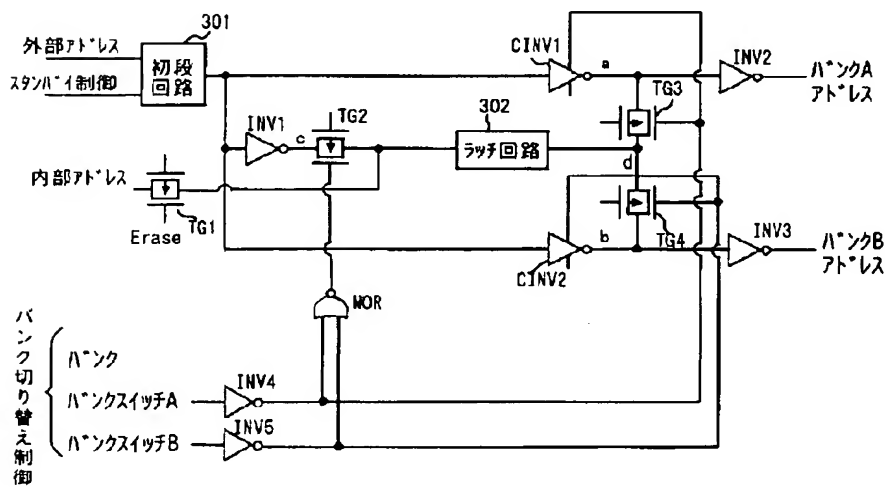 301
外部アドレス
スタンバイ制御
初段
回路
CINV1
a
INV2
バンクA
アドレス
TG3
INV1
c
TG2
302
ラッチ回路
d
内部アドレス
TG1
Erase
TG4
b
CINV2
INV3
バンクB
アドレス
NOR
バンク切り替え制御
バンク
バンクスイッチA
INV4
バンクスイッチB
INV5